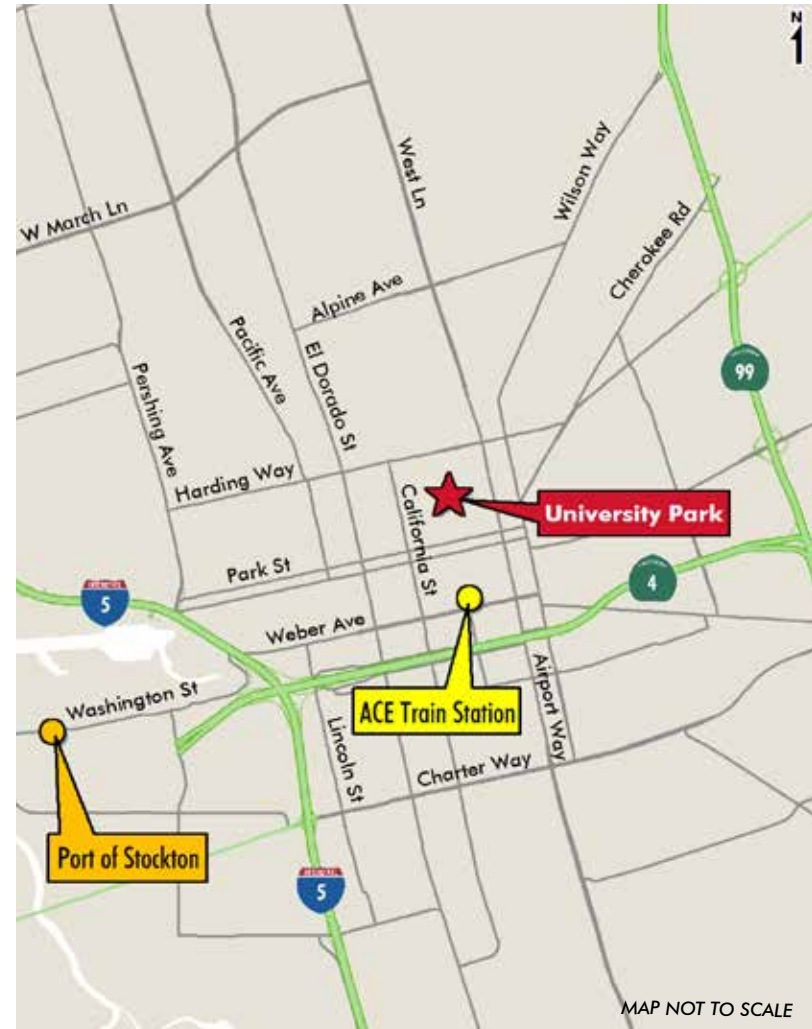 N
1
West Ln
Wilson Way
W March Ln
Cherokee Rd
Alpine Ave
Pacific Ave
El Dorado St
Pershing Ave
99
Harding Way
California St
University Park
Park St
4
5
Weber Ave
Washington St
ACE Train Station
Airport Way
Lincoln St
Charter Way
Port of Stockton
5
MAP NOT TO SCALE